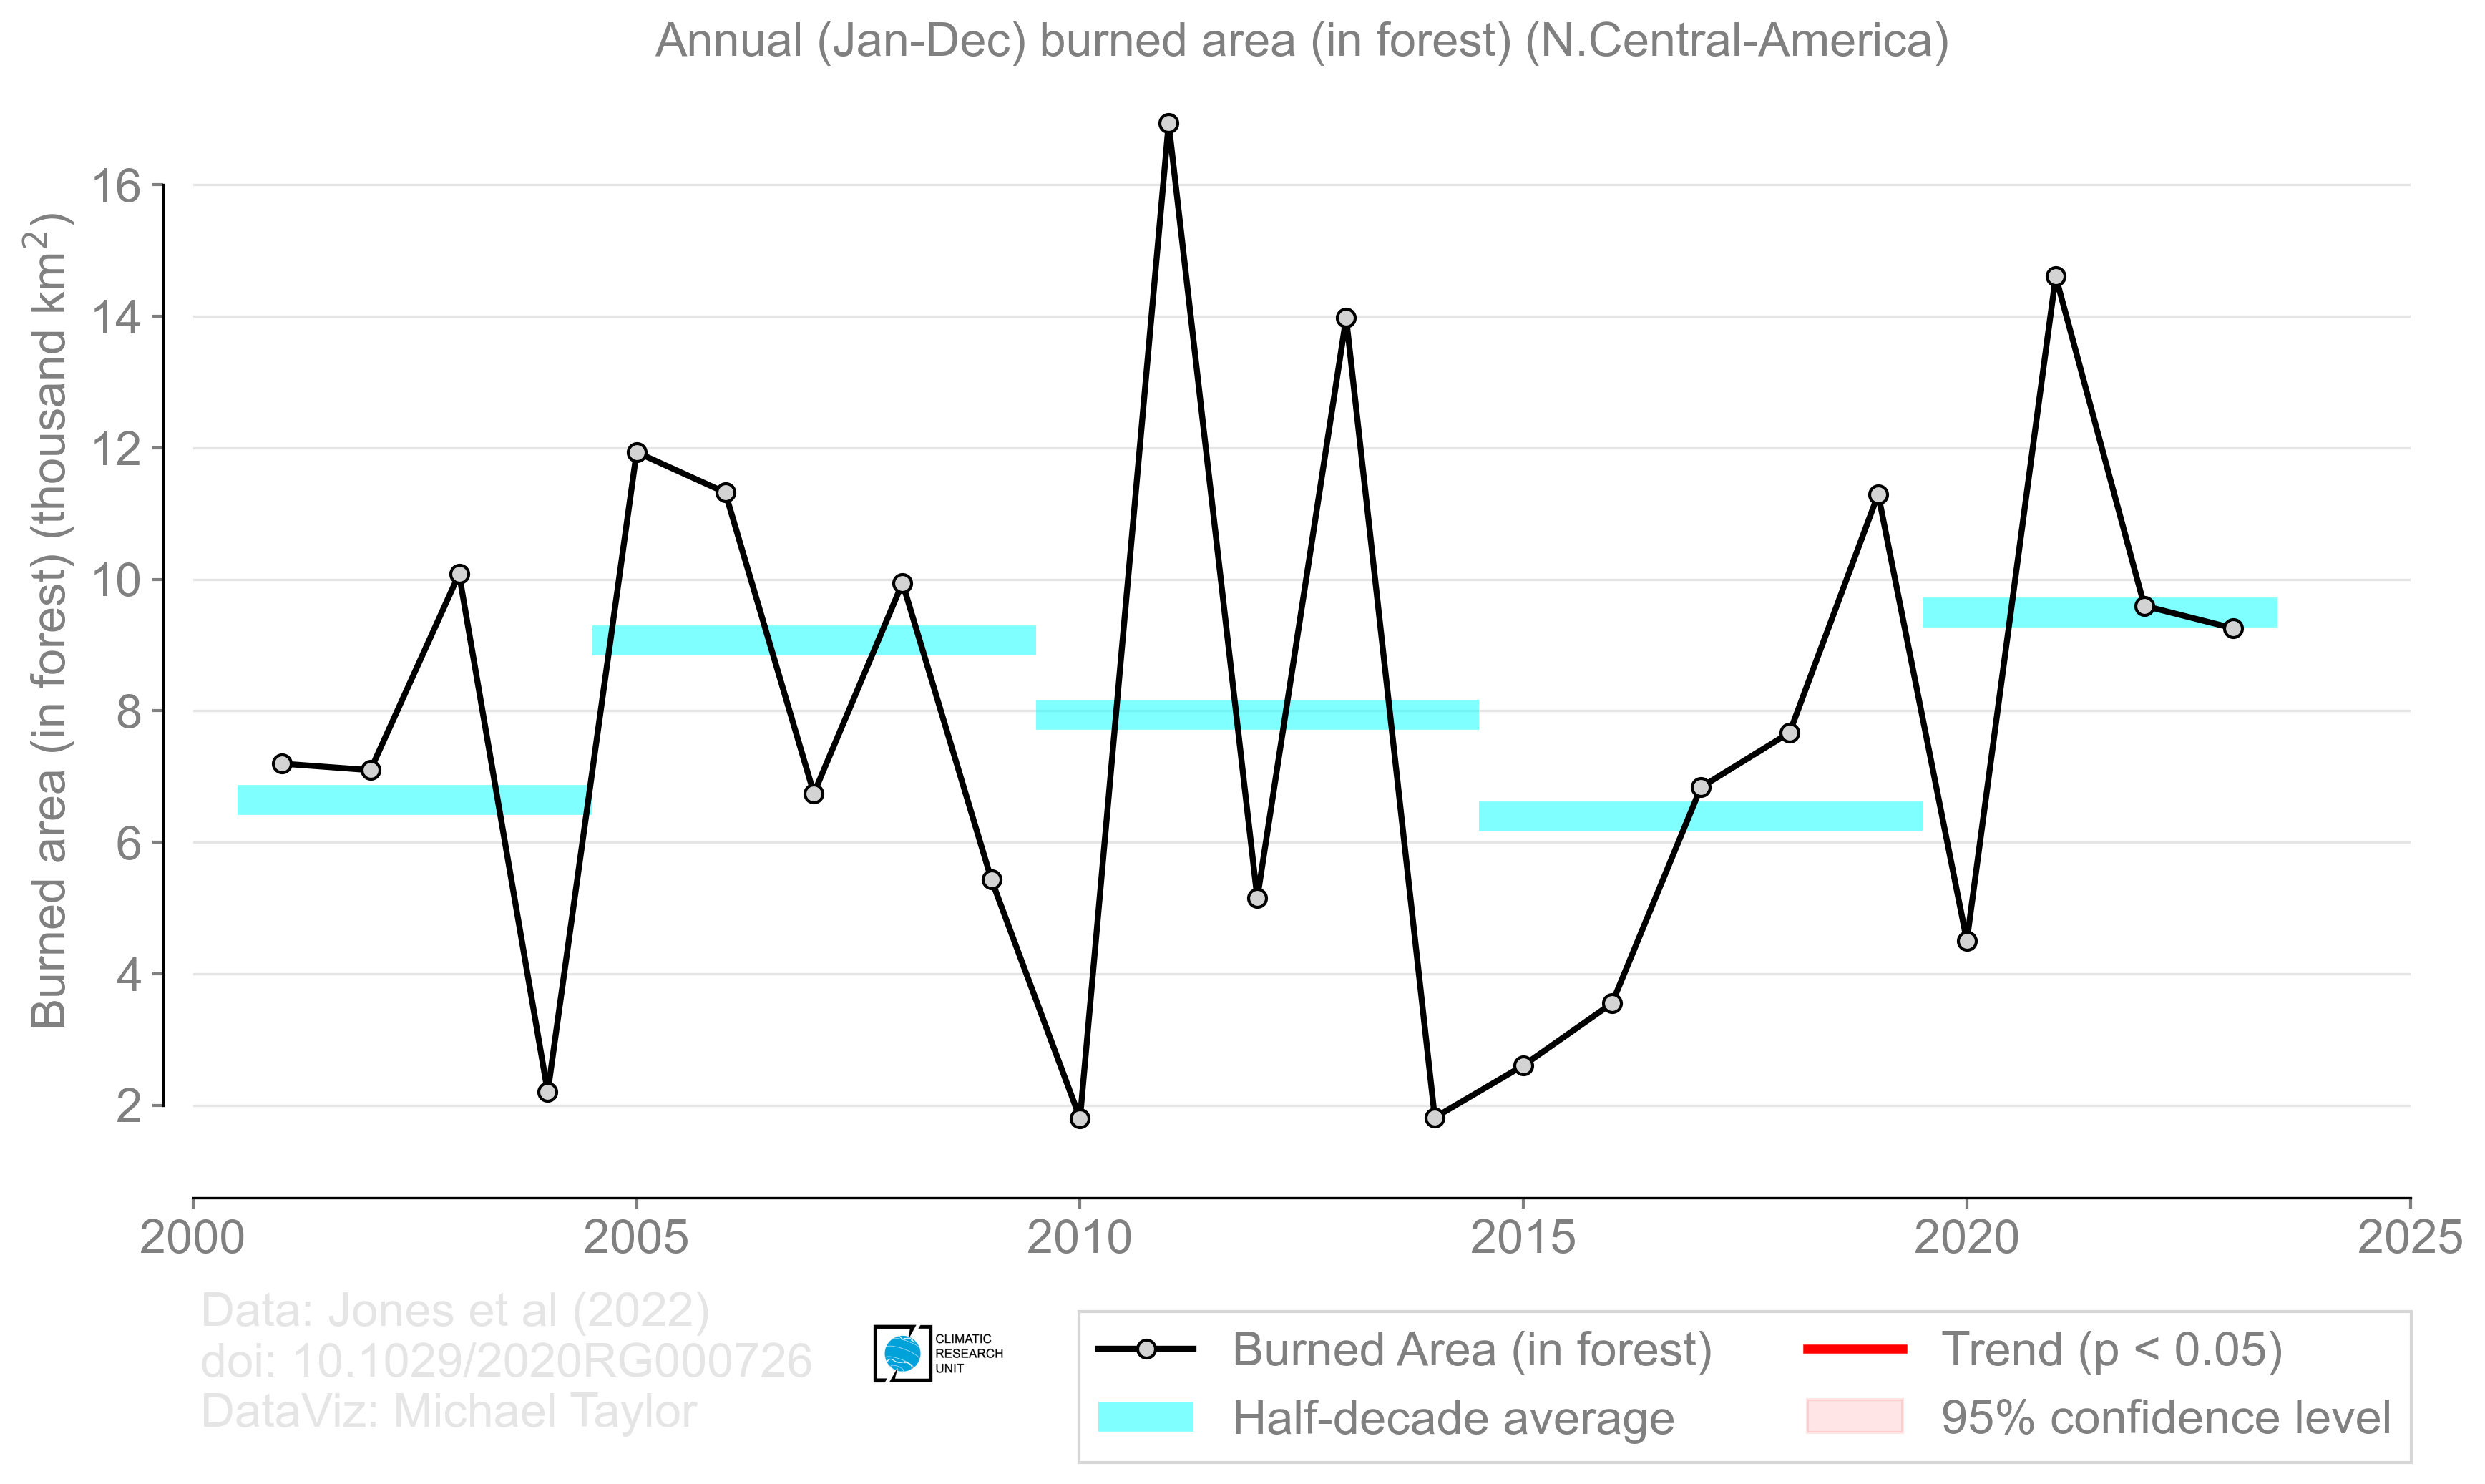 Annual (Jan-Dec) burned area (in forest) (N.Central-America)
Burned area (in forest) (thousand km²)
16
14
12
10
8
6
4
2
2000
2005
2010
2015
2020
2025
Data: Jones et al (2022)
doi: 10.1029/2020RG000726
DataViz: Michael Taylor
CLIMATIC
RESEARCH
UNIT
Burned Area (in forest)
Half-decade average
Trend (p < 0.05)
95% confidence level